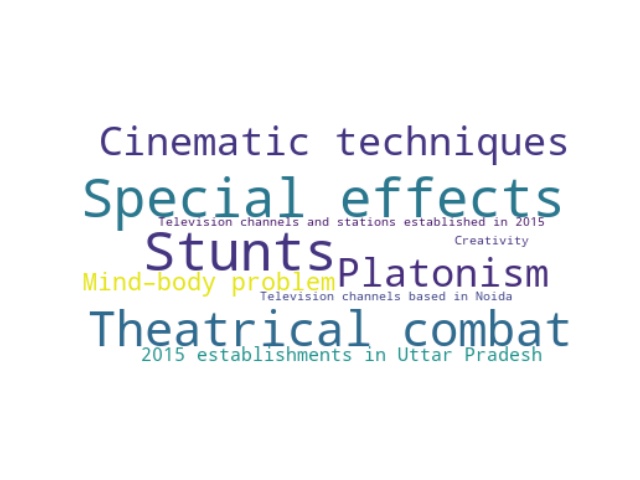 Cinematic techniques
Special effects
Television channels and stations established in 2015
Stunts
Creativity
Platonism
Mind-body problem
Television channels based in Noida
Theatrical combat
2015 establishments in Uttar Pradesh